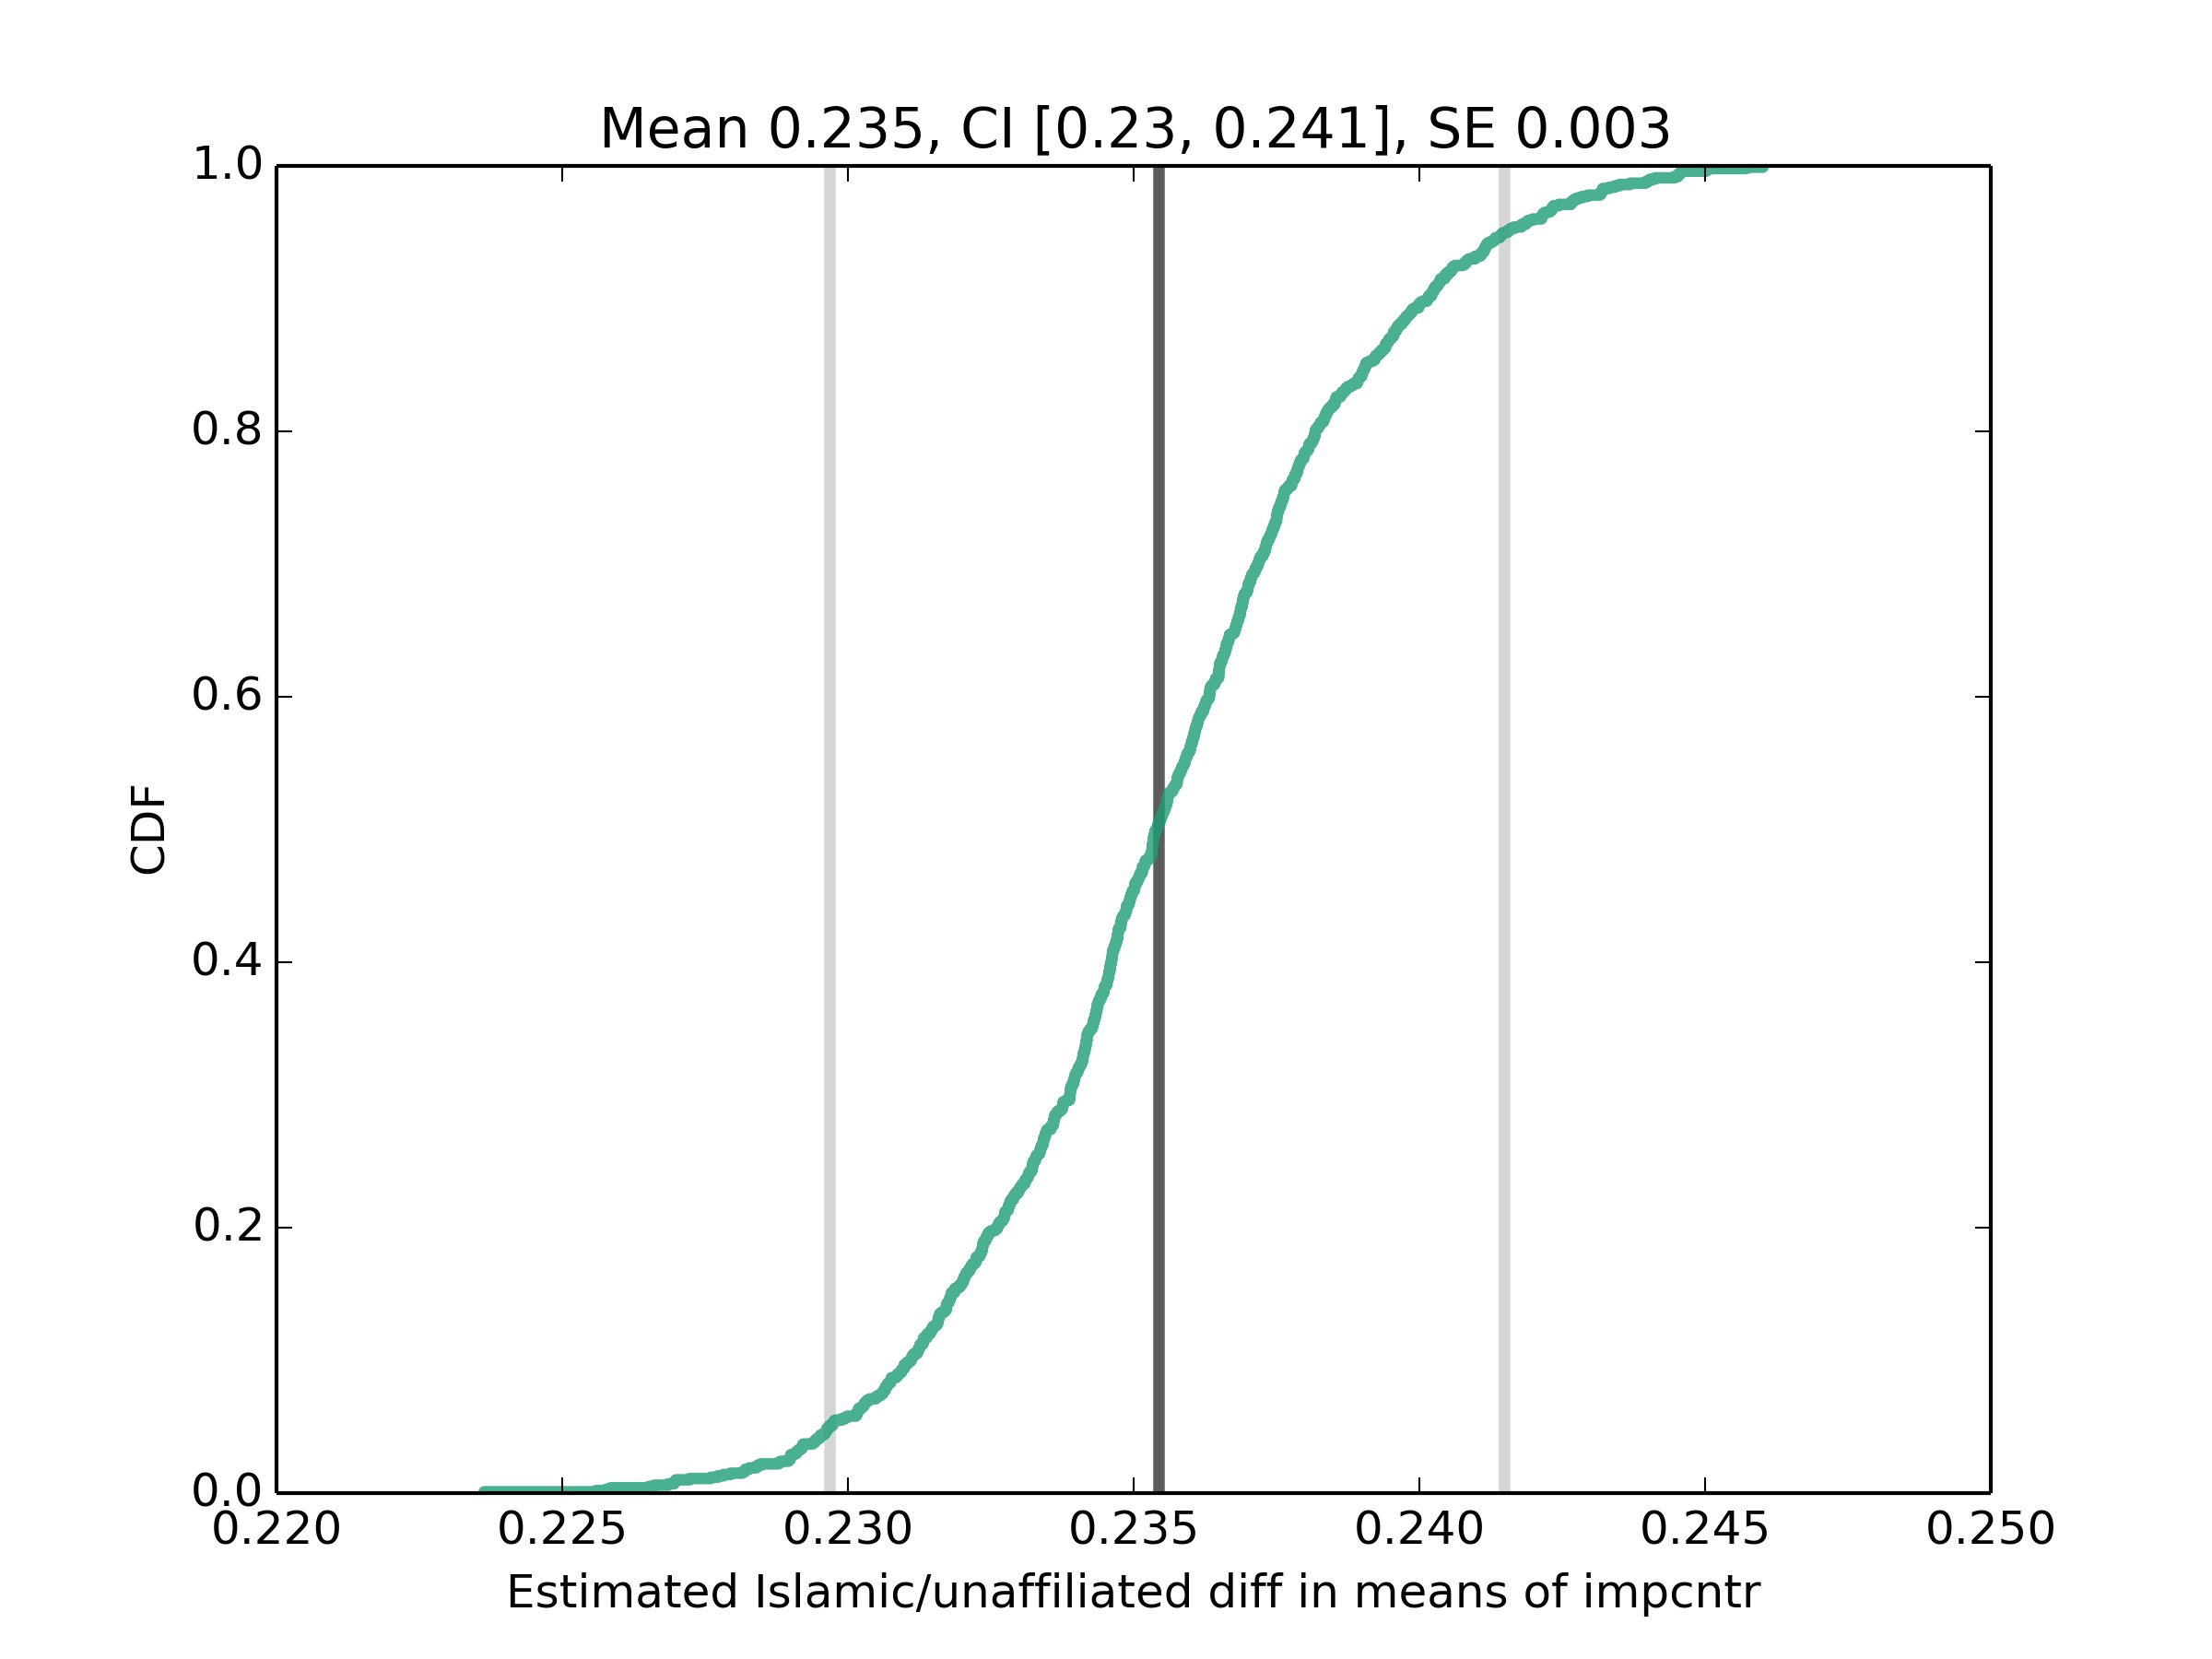 Mean 0.235, CI [0.23, 0.241], SE 0.003
1.0
0.8
0.6
0.4
0.2
0.0
CDF
0.220 0.225 0.230 0.235 0.240 0.245 0.250
Estimated Islamic/unaffiliated diff in means of impcntr